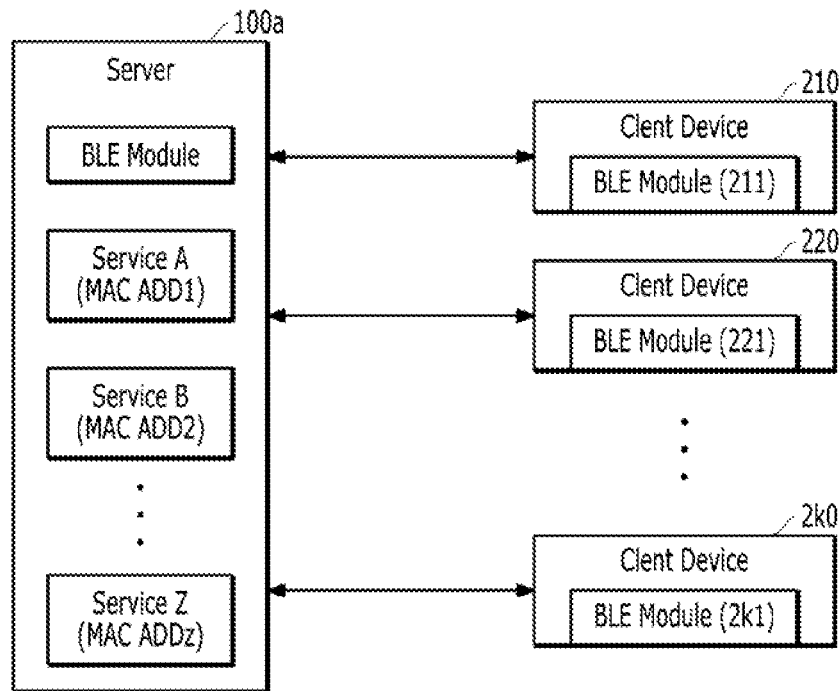 100a
Server
BLE Module
Service A
(MAC ADD1)
Service B
(MAC ADD2)
Service Z
(MAC ADDz)
210
Clent Device
BLE Module (211)
220
Clent Device
BLE Module (221)
2k0
Clent Device
BLE Module (2k1)